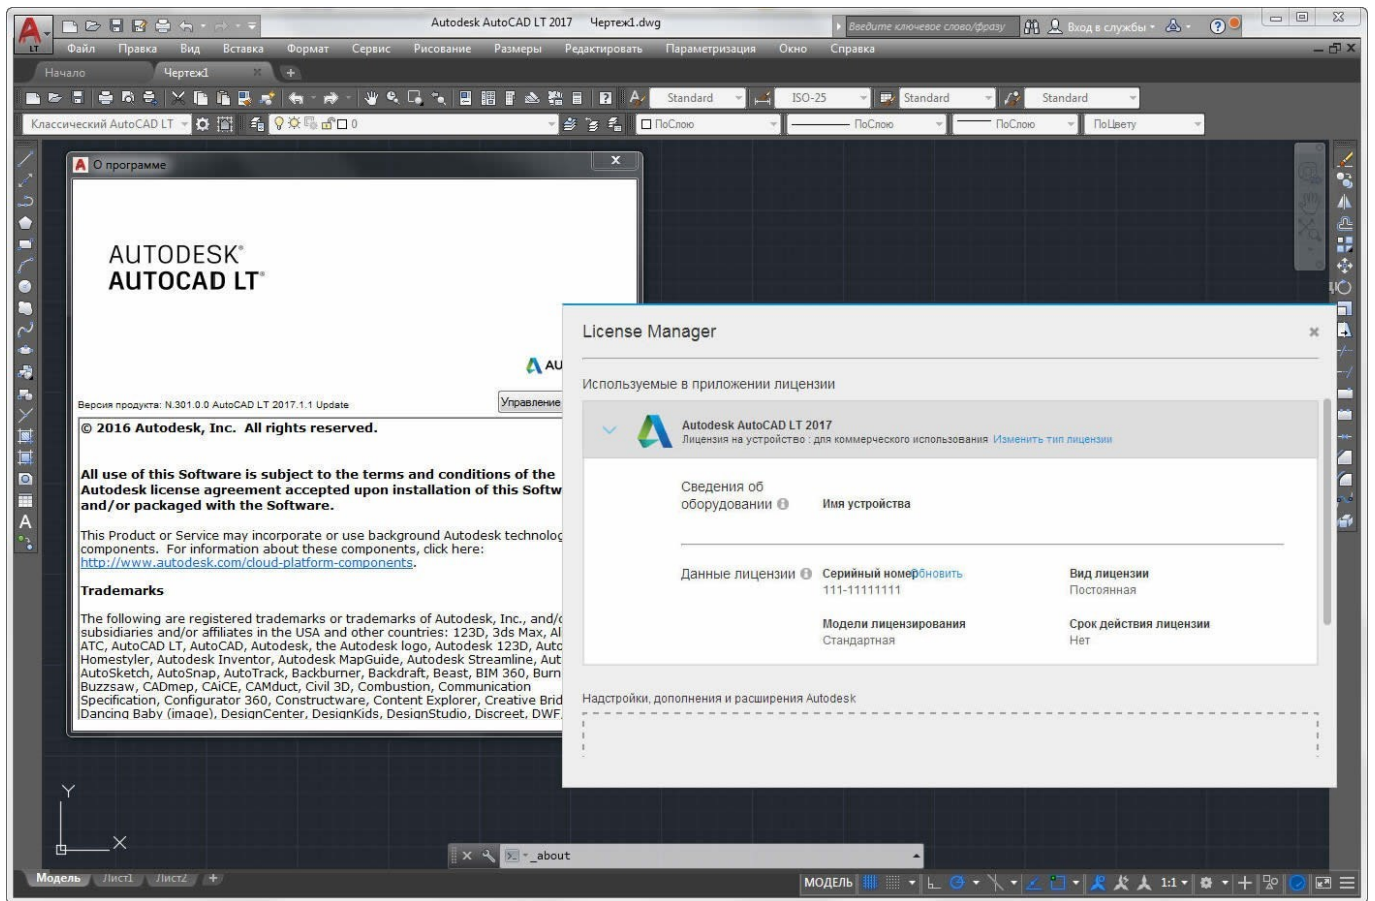 Autodesk AutoCAD LT 2017 Чертеж1.dwg
Введите ключевое слово/фразу
Вход в службы
LT
Файл Правка Вид Вставка Формат Сервис Рисование Размеры Редактировать Параметризация Окно Справка
Начало Чертеж1
Standard ISO-25 Standard Standard
Классический AutoCAD LT 0 ПоСлою ПоСлою ПоСлою ПоЦвету
О программе
AUTODESK®
AUTOCAD LT®
AU
Версия продукта: N.301.0.0 AutoCAD LT 2017.1.1 Update
Управление
© 2016 Autodesk, Inc. All rights reserved.
All use of this Software is subject to the terms and conditions of the
Autodesk license agreement accepted upon installation of this Softw
and/or packaged with the Software.
This Product or Service may incorporate or use background Autodesk technolog
components. For information about these components, click here:
http://www.autodesk.com/cloud-platform-components.
Trademarks
The following are registered trademarks or trademarks of Autodesk, Inc., and/o
subsidiaries and/or affiliates in the USA and other countries: 123D, 3ds Max, Al
ATC, AutoCAD LT, AutoCAD, Autodesk, the Autodesk logo, Autodesk 123D, Auto
Homestyler, Autodesk Inventor, Autodesk MapGuide, Autodesk Streamline, Aut
AutoSketch, AutoSnap, AutoTrack, Backburner, Backdraft, Beast, BIM 360, Burn
Buzzsaw, CADmep, CAiCE, CAMduct, Civil 3D, Combustion, Communication
Specification, Configurator 360, Constructware, Content Explorer, Creative Brid
Dancing Baby (image), DesignCenter, DesignKids, DesignStudio, Discreet, DWF
License Manager
Используемые в приложении лицензии
Autodesk AutoCAD LT 2017
Лицензия на устройство : для коммерческого использования Изменить тип лицензии
Сведения об
оборудовании Имя устройства
Данные лицензии Серийный номер Обновить Вид лицензии
111-11111111 Постоянная
Модели лицензирования Срок действия лицензии
Стандартная Нет
Надстройки, дополнения и расширения Autodesk
Y
X
_about
Модель Лист1 Лист2 +
МОДЕЛЬ 1:1